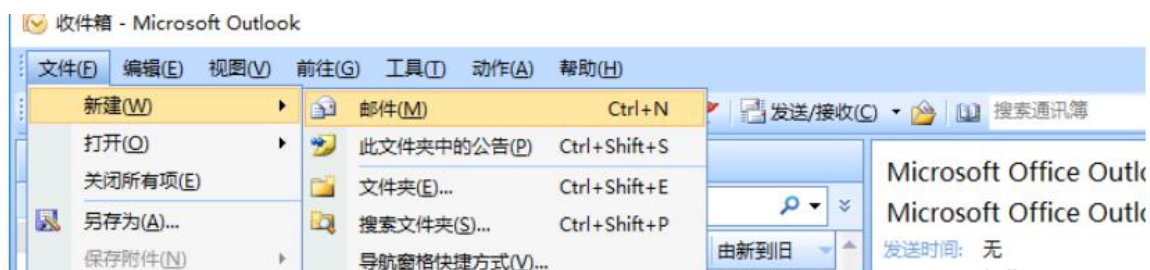 收件箱 - Microsoft Outlook
文件(F) 编辑(E) 视图(V) 前往(G) 工具(T) 动作(A) 帮助(H)
新建(W) 邮件(M) Ctrl+N 发送/接收(C) 搜索通讯簿
打开(O) 此文件夹中的公告(P) Ctrl+Shift+S
关闭所有项(E) 文件夹(E)... Ctrl+Shift+E Microsoft Office Outlo
另存为(A)... 搜索文件夹(S)... Ctrl+Shift+P Microsoft Office Outlo
保存附件(N) 导航窗格快捷方式(V)... 由新到旧 发送时间: 无